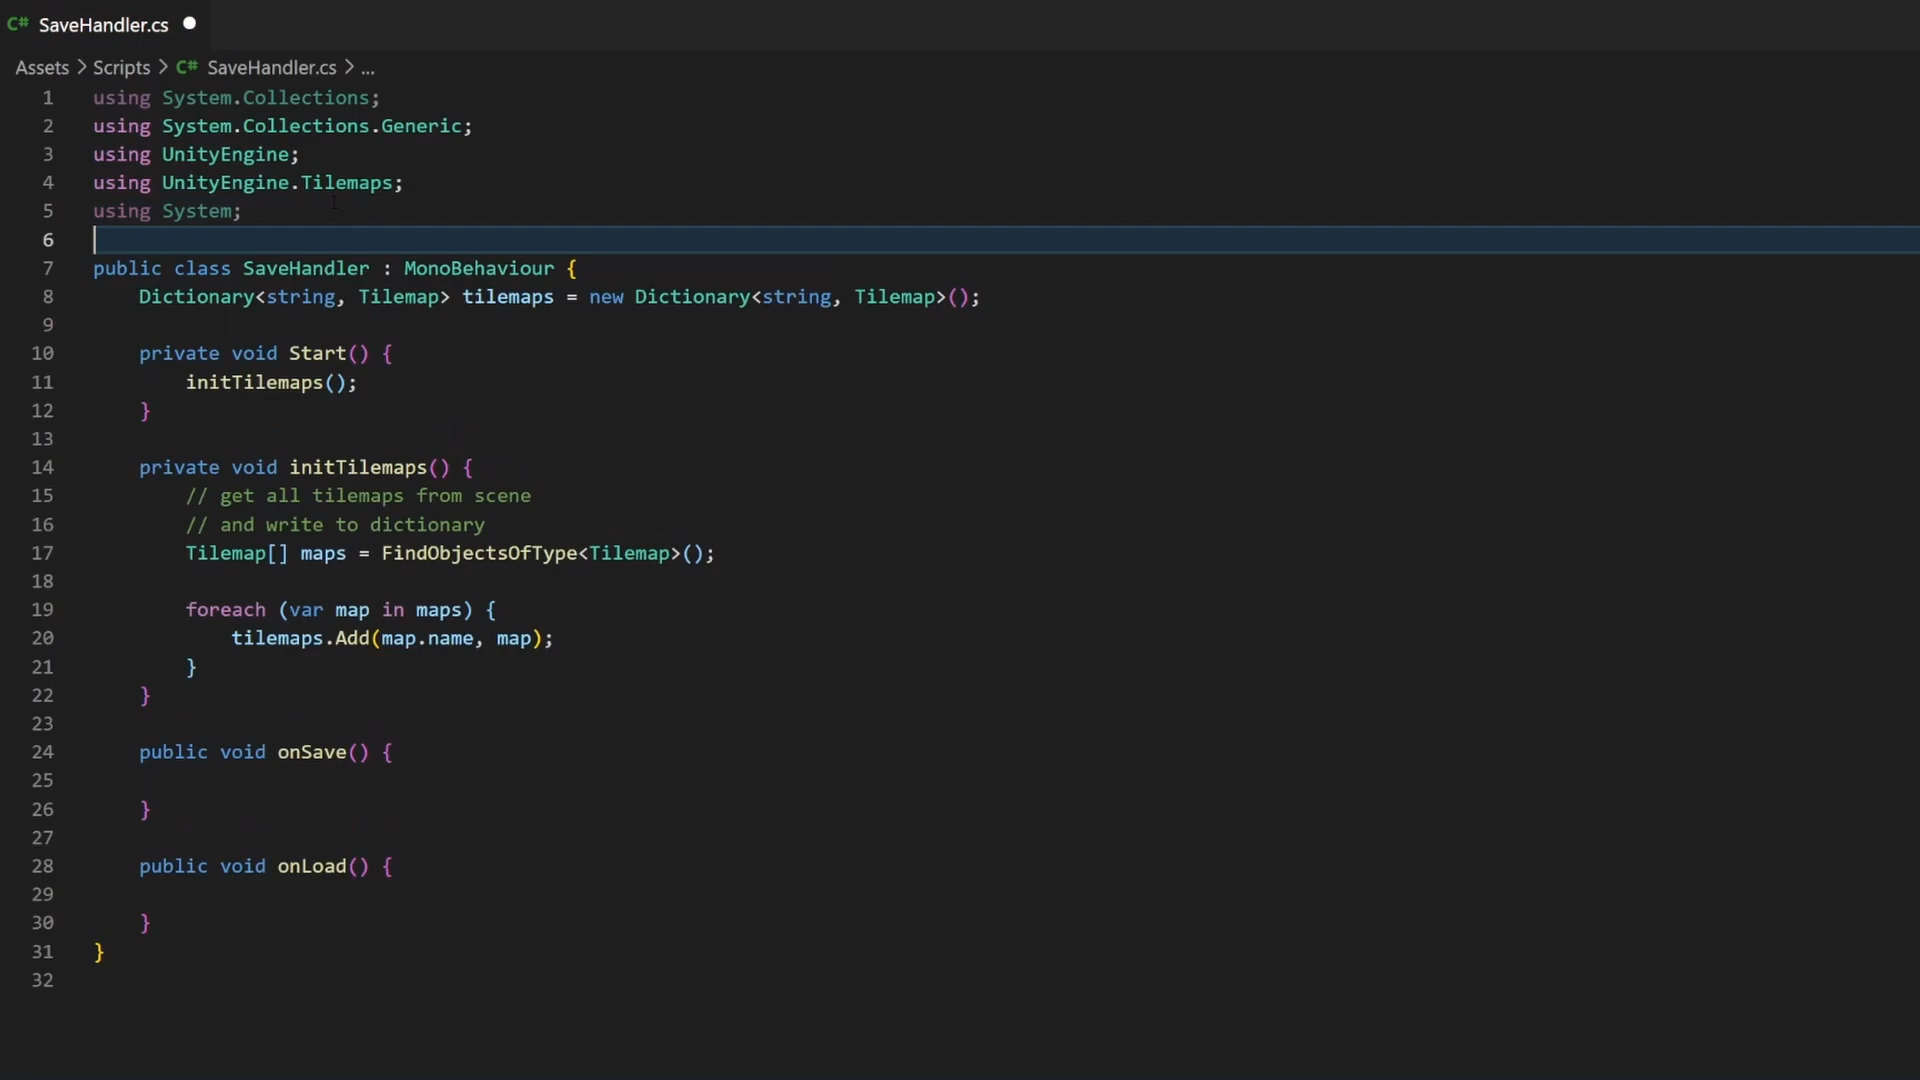 C# SaveHandler.cs
Assets > Scripts > C# SaveHandler.cs > ...
1 using System.Collections;
2 using System.Collections.Generic;
3 using UnityEngine;
4 using UnityEngine.Tilemaps;
5 using System;
6
7 public class SaveHandler : MonoBehaviour {
8 Dictionary<string, Tilemap> tilemaps = new Dictionary<string, Tilemap>();
9
10 private void Start() {
11 initTilemaps();
12 }
13
14 private void initTilemaps() {
15 // get all tilemaps from scene
16 // and write to dictionary
17 Tilemap[] maps = FindObjectsOfType<Tilemap>();
18
19 foreach (var map in maps) {
20 tilemaps.Add(map.name, map);
21 }
22 }
23
24 public void onSave() {
25
26 }
27
28 public void onLoad() {
29
30 }
31 }
32